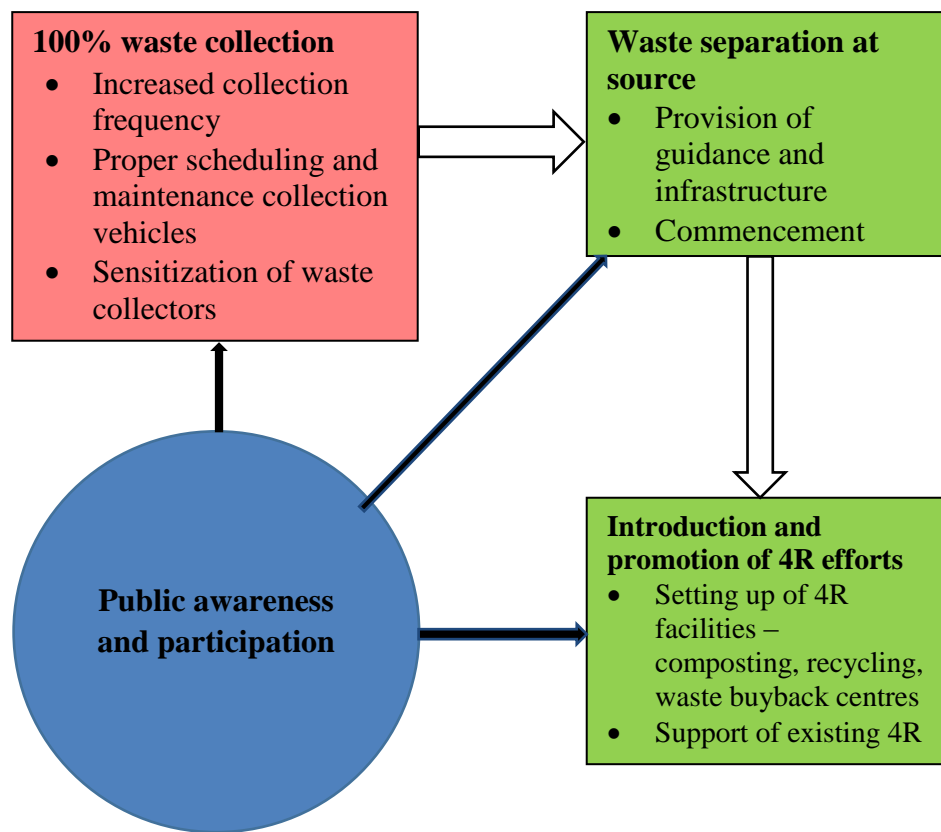 100% waste collection
• Increased collection
frequency
• Proper scheduling and
maintenance collection
vehicles
• Sensitization of waste
collectors
Waste separation at
source
• Provision of
guidance and
infrastructure
• Commencement
Public awareness
and participation
Introduction and
promotion of 4R efforts
• Setting up of 4R
facilities –
composting, recycling,
waste buyback centres
• Support of existing 4R